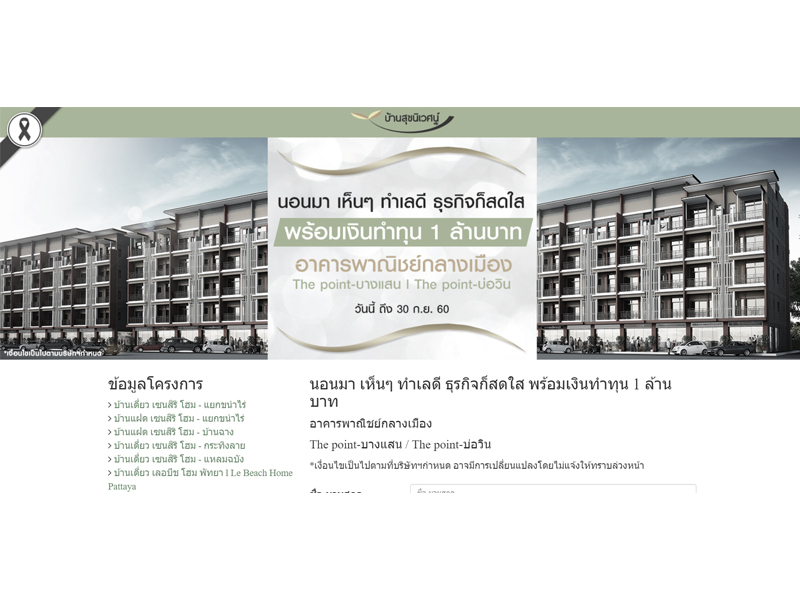 บ้านสุขนิเวศน์
นอนมา เห็นๆ ทำเลดี ธุรกิจก็สดใส
พร้อมเงินทำทุน 1 ล้านบาท
อาคารพาณิชย์กลางเมือง
The point-บางแสน l The point-บ่อวิน
วันนี้ ถึง 30 ก.ย. 60
*เงื่อนไขเป็นไปตามบริษัทฯกำหนด
ข้อมูลโครงการ
บ้านเดี่ยว เซนสิริ โฮม - แยกขนำไร่
บ้านแฝด เซนสิริ โฮม - แยกขนำไร่
บ้านแฝด เซนสิริ โฮม - บ้านฉาง
บ้านเดี่ยว เซนสิริ โฮม - กระทิงลาย
บ้านเดี่ยว เซนสิริ โฮม - แหลมฉบัง
บ้านเดี่ยว เลอบีช โฮม พัทยา l Le Beach Home
Pattaya
นอนมา เห็นๆ ทำเลดี ธุรกิจก็สดใส พร้อมเงินทำทุน 1 ล้าน
บาท
อาคารพาณิชย์กลางเมือง
The point-บางแสน / The point-บ่อวิน
*เงื่อนไขเป็นไปตามที่บริษัทฯกำหนด อาจมีการเปลี่ยนแปลงโดยไม่แจ้งให้ทราบล่วงหน้า